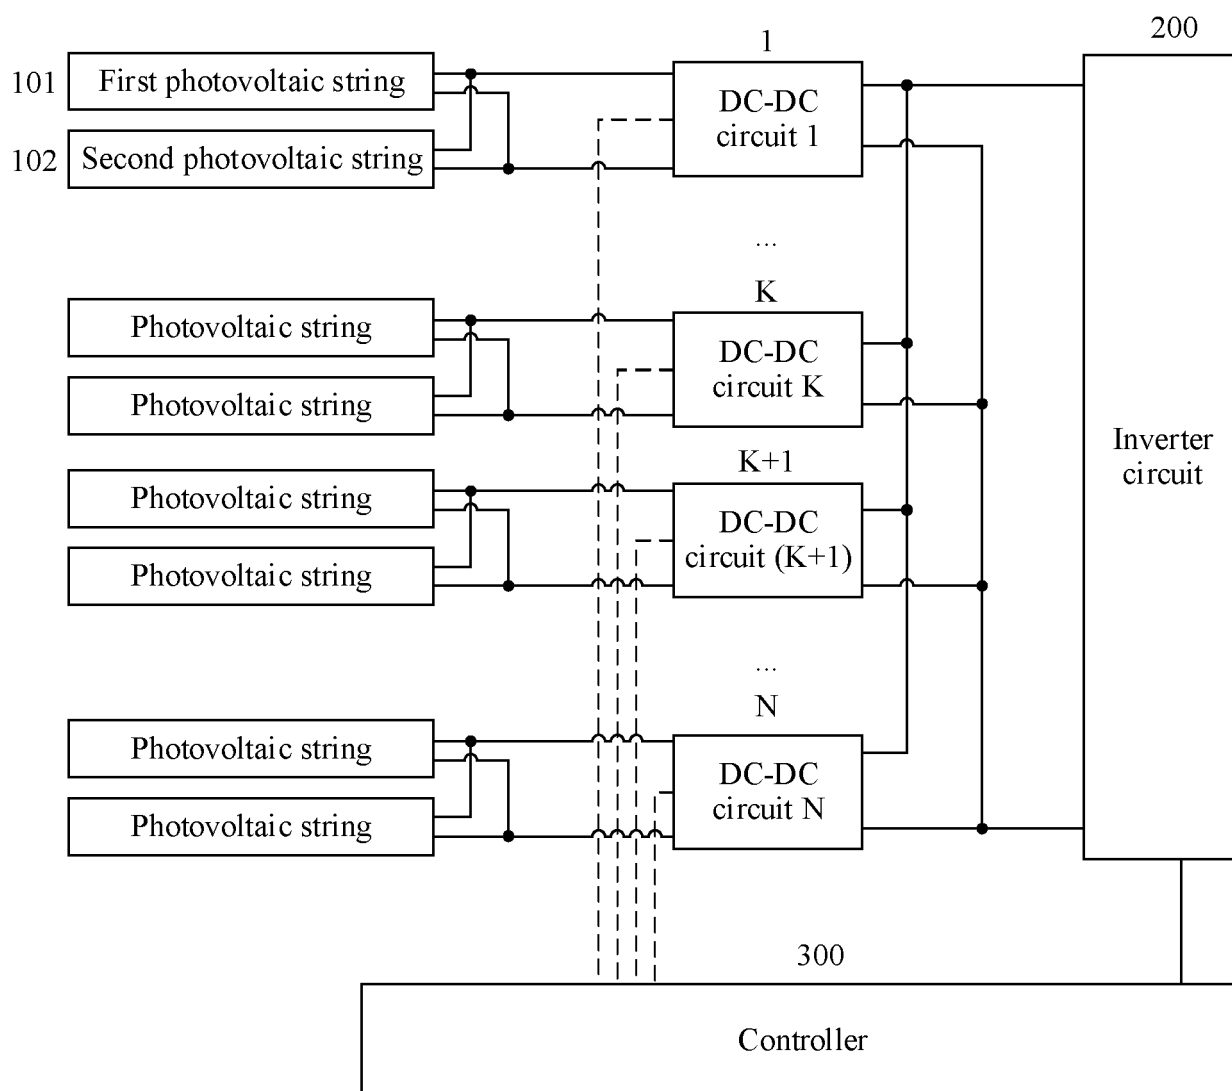 200
1
101
First photovoltaic string
DC-DC
circuit 1
102
Second photovoltaic string
...
K
Photovoltaic string
DC-DC
circuit K
Photovoltaic string
K+1
Inverter
circuit
Photovoltaic string
DC-DC
circuit (K+1)
Photovoltaic string
...
N
Photovoltaic string
DC-DC
circuit N
Photovoltaic string
300
Controller